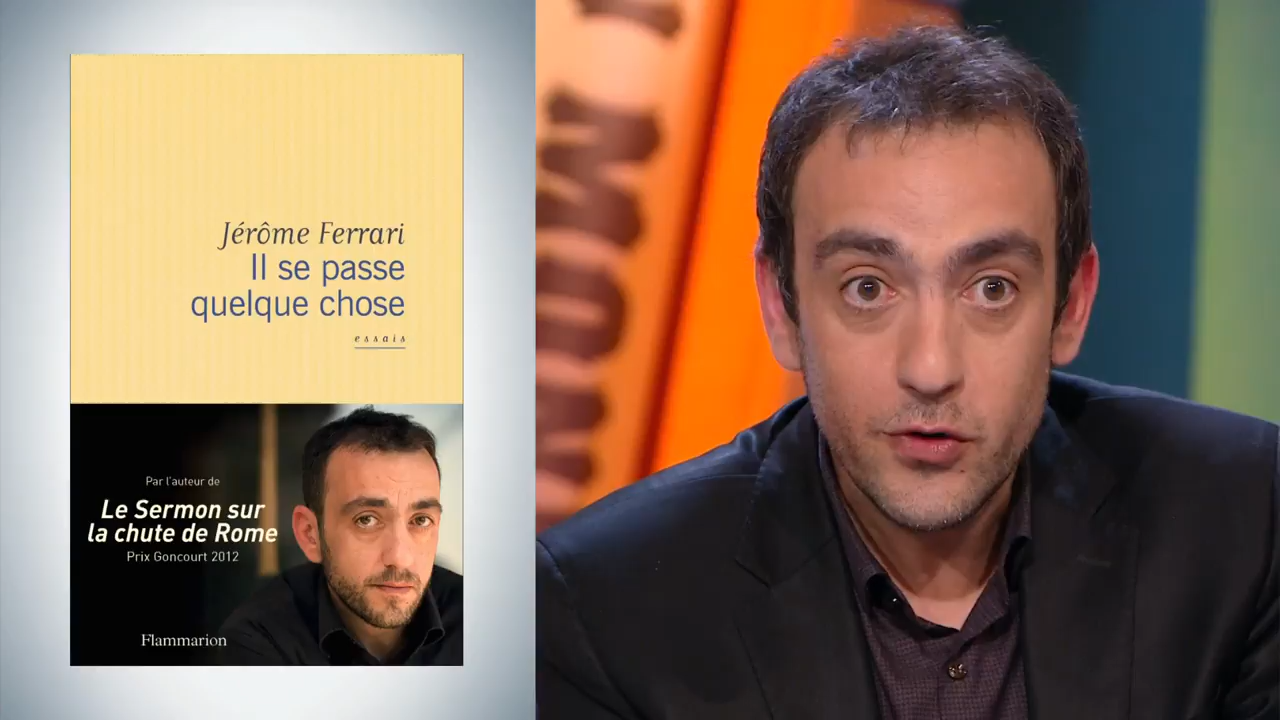 Jérôme Ferrari
Il se passe
quelque chose
essais
Par l'auteur de
Le Sermon sur
la chute de Rome
Prix Goncourt 2012
Flammarion